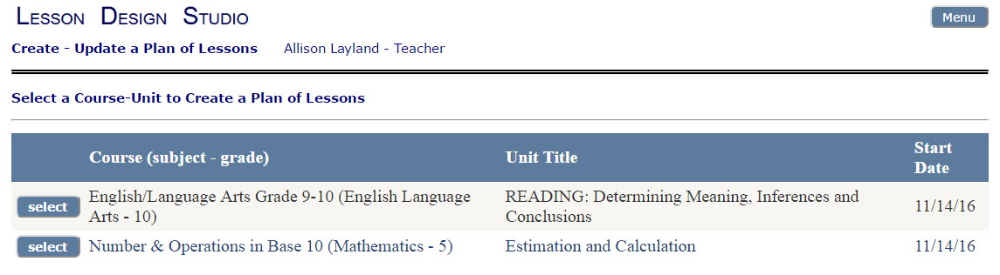 Lesson Design Studio
Menu
Create - Update a Plan of Lessons Allison Layland - Teacher
Select a Course-Unit to Create a Plan of Lessons
Course (subject - grade) Unit Title Start Date
select English/Language Arts Grade 9-10 (English Language Arts - 10) READING: Determining Meaning, Inferences and Conclusions 11/14/16
select Number & Operations in Base 10 (Mathematics - 5) Estimation and Calculation 11/14/16